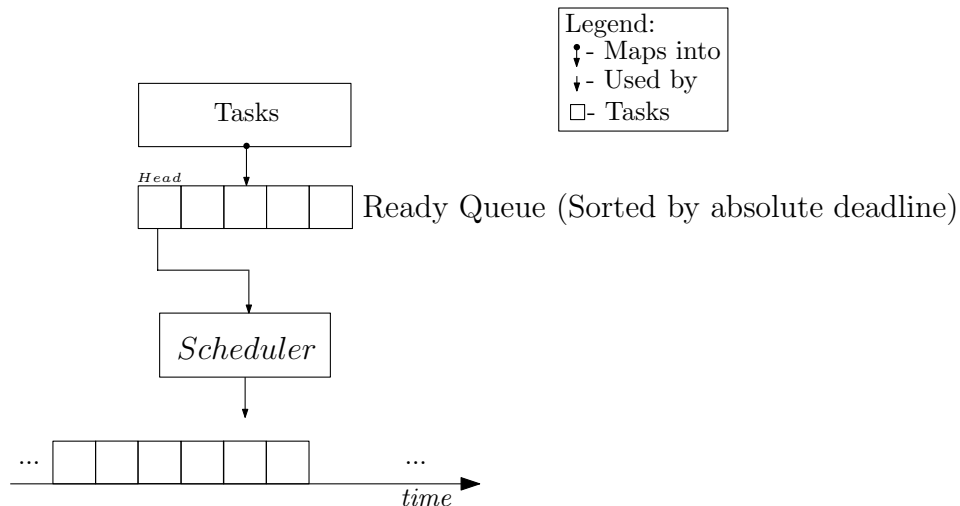 Legend:
- Maps into
- Used by
- Tasks
Tasks
Head
Ready Queue (Sorted by absolute deadline)
Scheduler
... ...
time